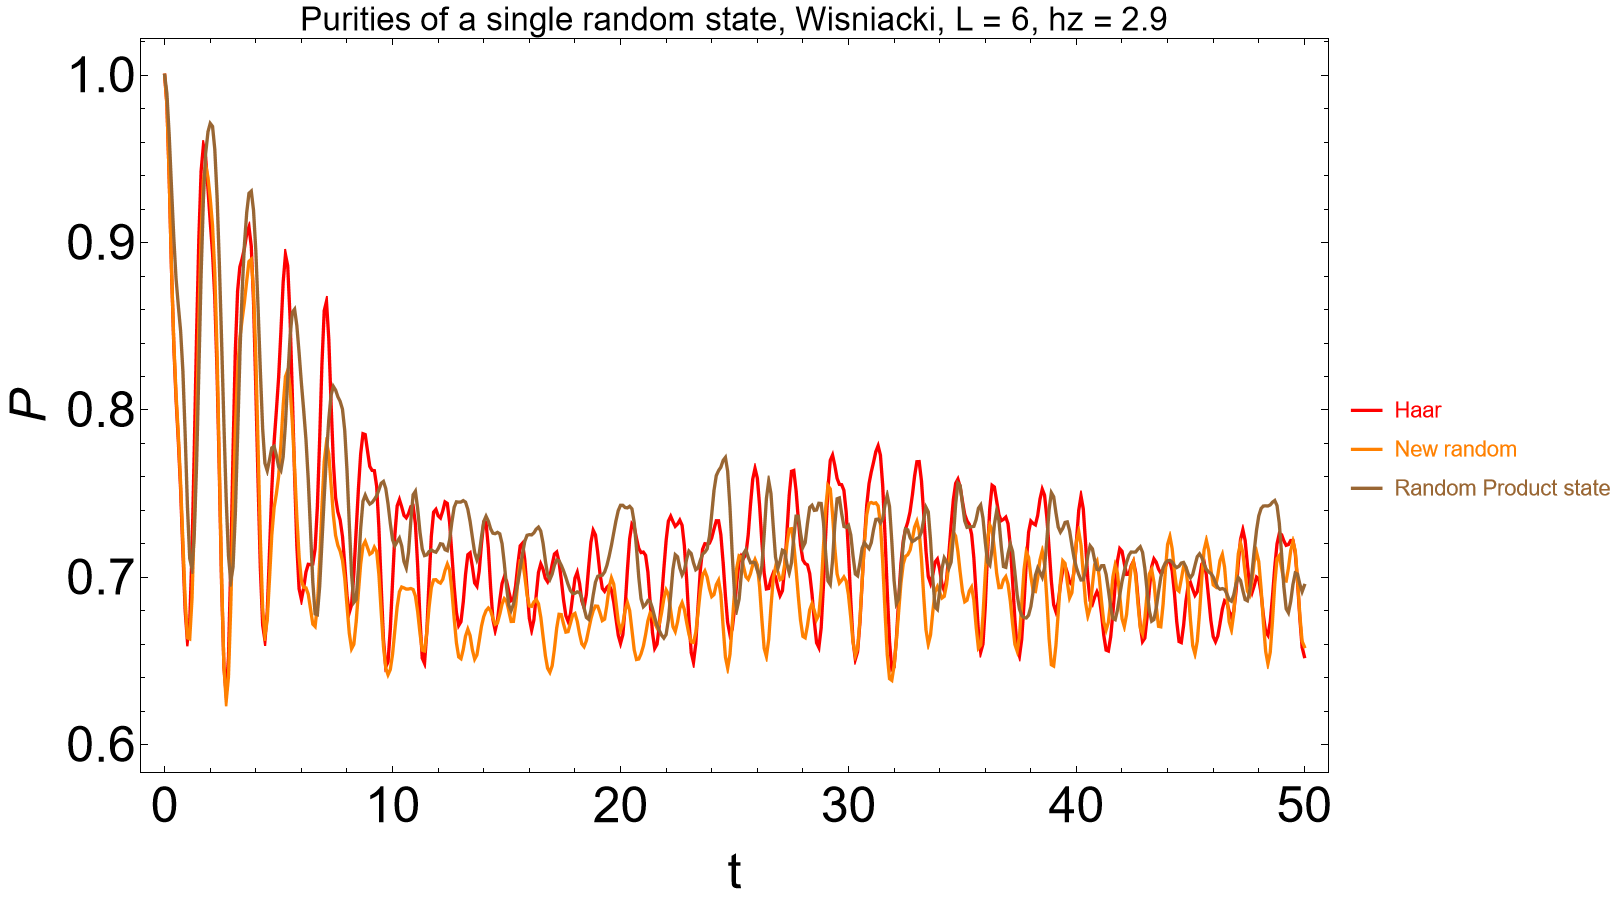 Purities of a single random state, Wisniacki, L = 6, hz = 2.9
1.0
0.9
0.8
0.7
0.6
P
0 10 20 30 40 50
t
Haar
New random
Random Product state